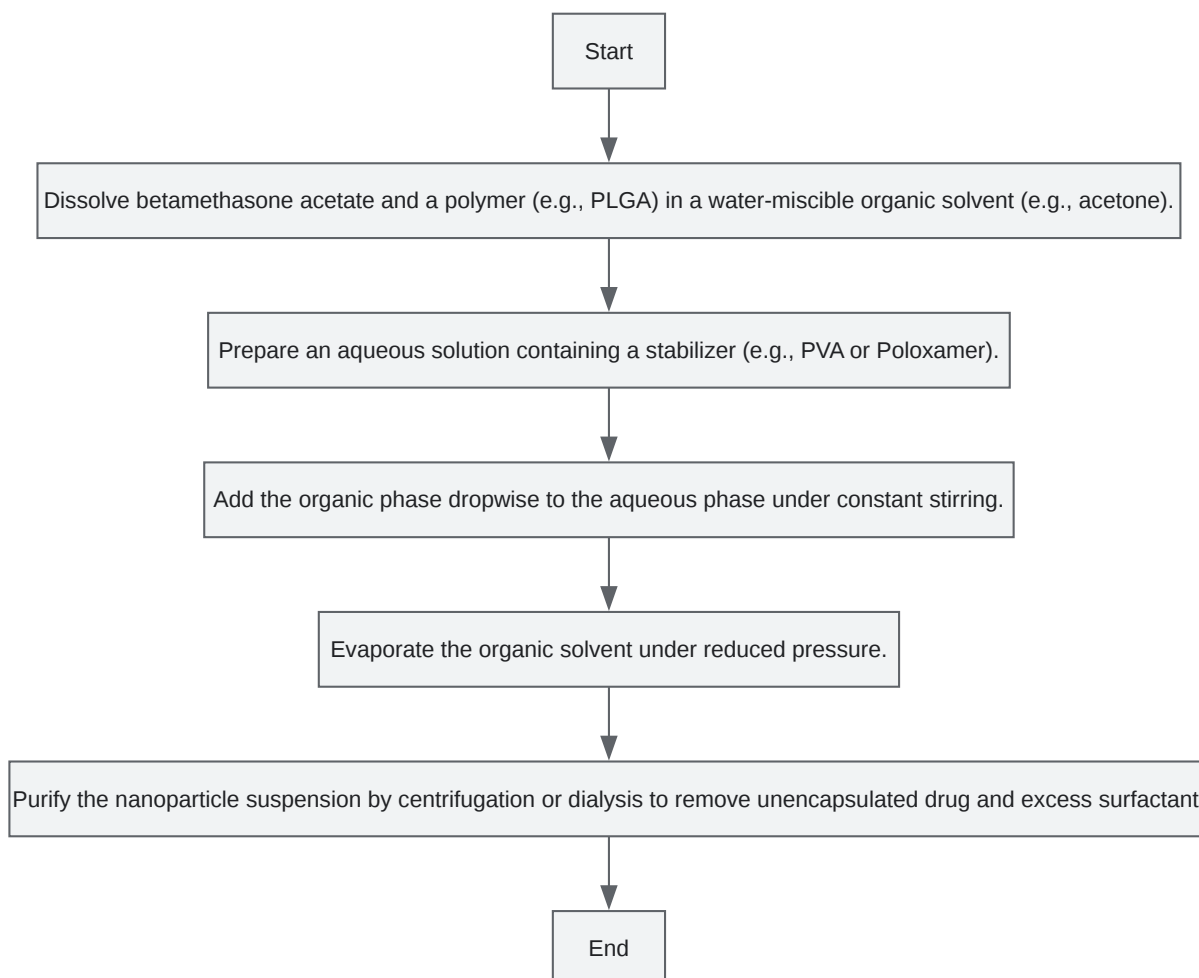 Start
Dissolve betamethasone acetate and a polymer (e.g., PLGA) in a water-miscible organic solvent (e.g., acetone).
Prepare an aqueous solution containing a stabilizer (e.g., PVA or Poloxamer).
Add the organic phase dropwise to the aqueous phase under constant stirring.
Evaporate the organic solvent under reduced pressure.
Purify the nanoparticle suspension by centrifugation or dialysis to remove unencapsulated drug and excess surfactant
End